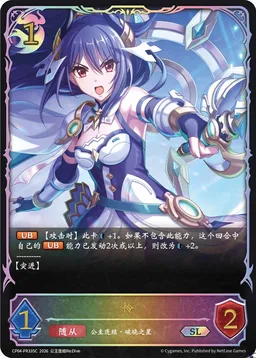 1
UB 【攻击时】此卡 +1。如果不包含此能力，这个回合中
自己的 UB 能力已发动2次或以上，则改为 +2。
【突进】
怜
1
随从
公主连结·破晓之星
SL
2
CP04-PR335C 2026 公主连结Re:Dive
© Cygames, Inc. Published by NetEase Games